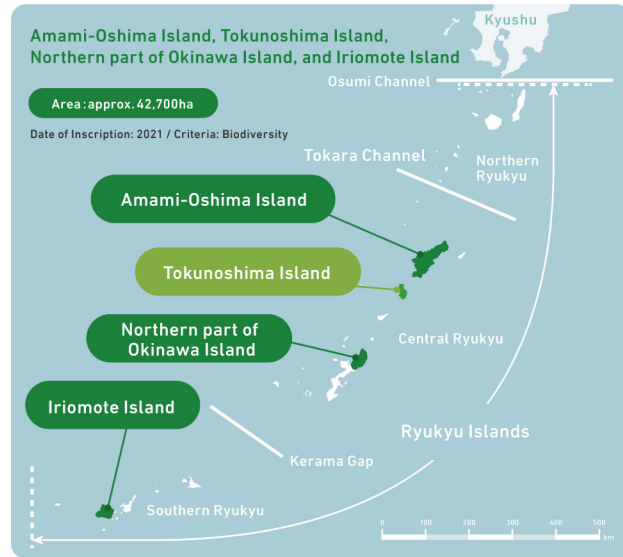 Kyushu
Amami-Oshima Island, Tokunoshima Island,
Northern part of Okinawa Island, and Iriomote Island
Osumi Channel
Area : approx. 42,700ha
Date of Inscription: 2021 / Criteria: Biodiversity
Tokara Channel
Northern
Ryukyu
Amami-Oshima Island
Tokunoshima Island
Northern part of
Okinawa Island
Central Ryukyu
Iriomote Island
Ryukyu Islands
Kerama Gap
Southern Ryukyu
0 100 200 300 400 500
km